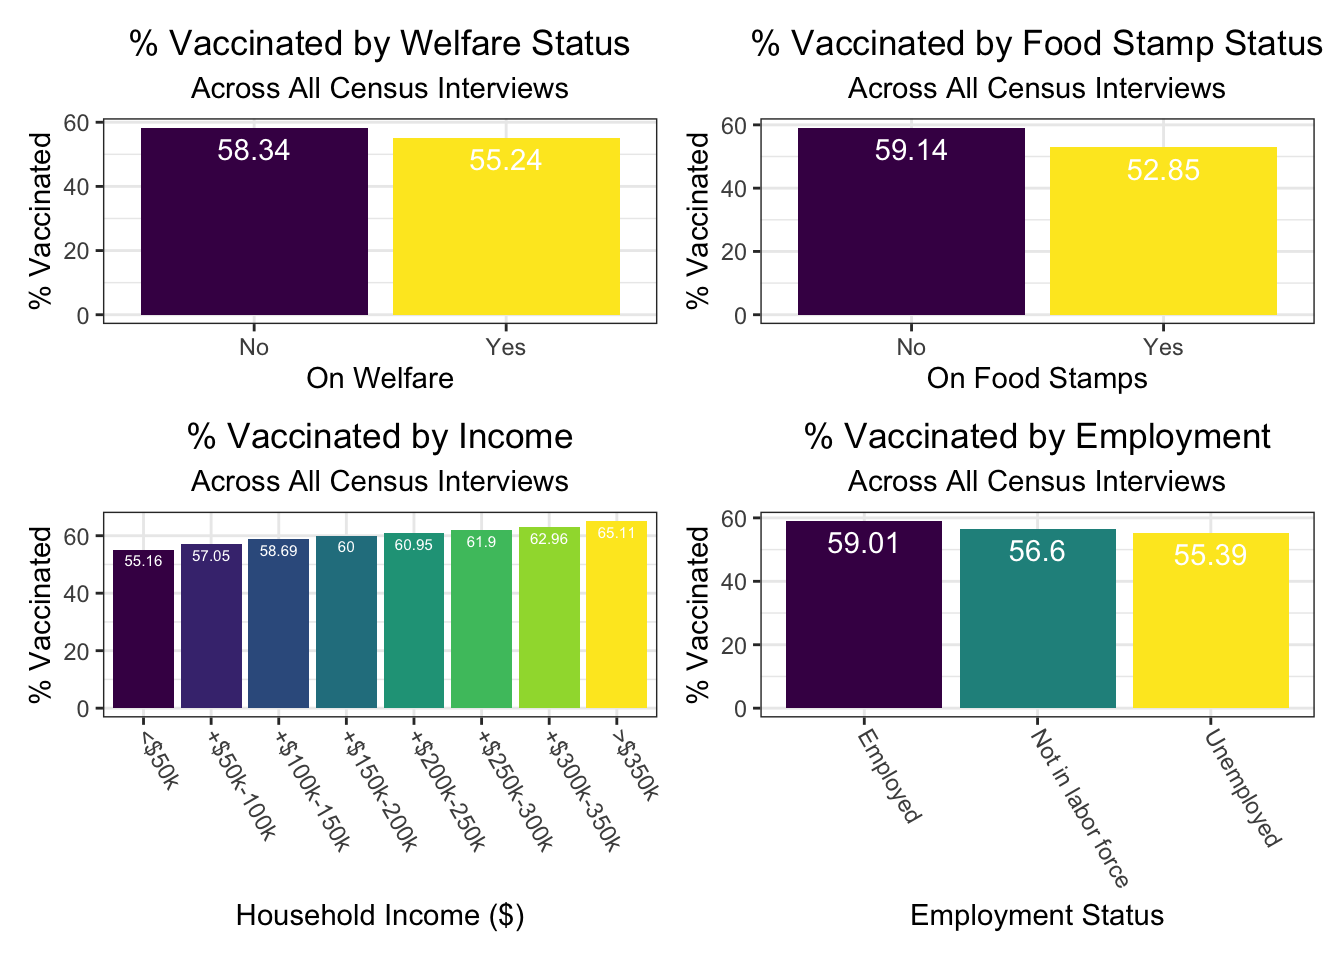 % Vaccinated by Welfare Status
Across All Census Interviews
% Vaccinated
60
40
20
0
58.34
55.24
No
Yes
On Welfare
% Vaccinated by Food Stamp Status
Across All Census Interviews
% Vaccinated
60
40
20
0
59.14
52.85
No
Yes
On Food Stamps
% Vaccinated by Income
Across All Census Interviews
% Vaccinated
60
40
20
0
55.16
57.05
58.69
60
60.95
61.9
62.96
65.11
<$50k
+$50k-100k
+$100k-150k
+$150k-200k
+$200k-250k
+$250k-300k
+$300k-350k
>$350k
Household Income ($)
% Vaccinated by Employment
Across All Census Interviews
% Vaccinated
60
40
20
0
59.01
56.6
55.39
Employed
Not in labor force
Unemployed
Employment Status